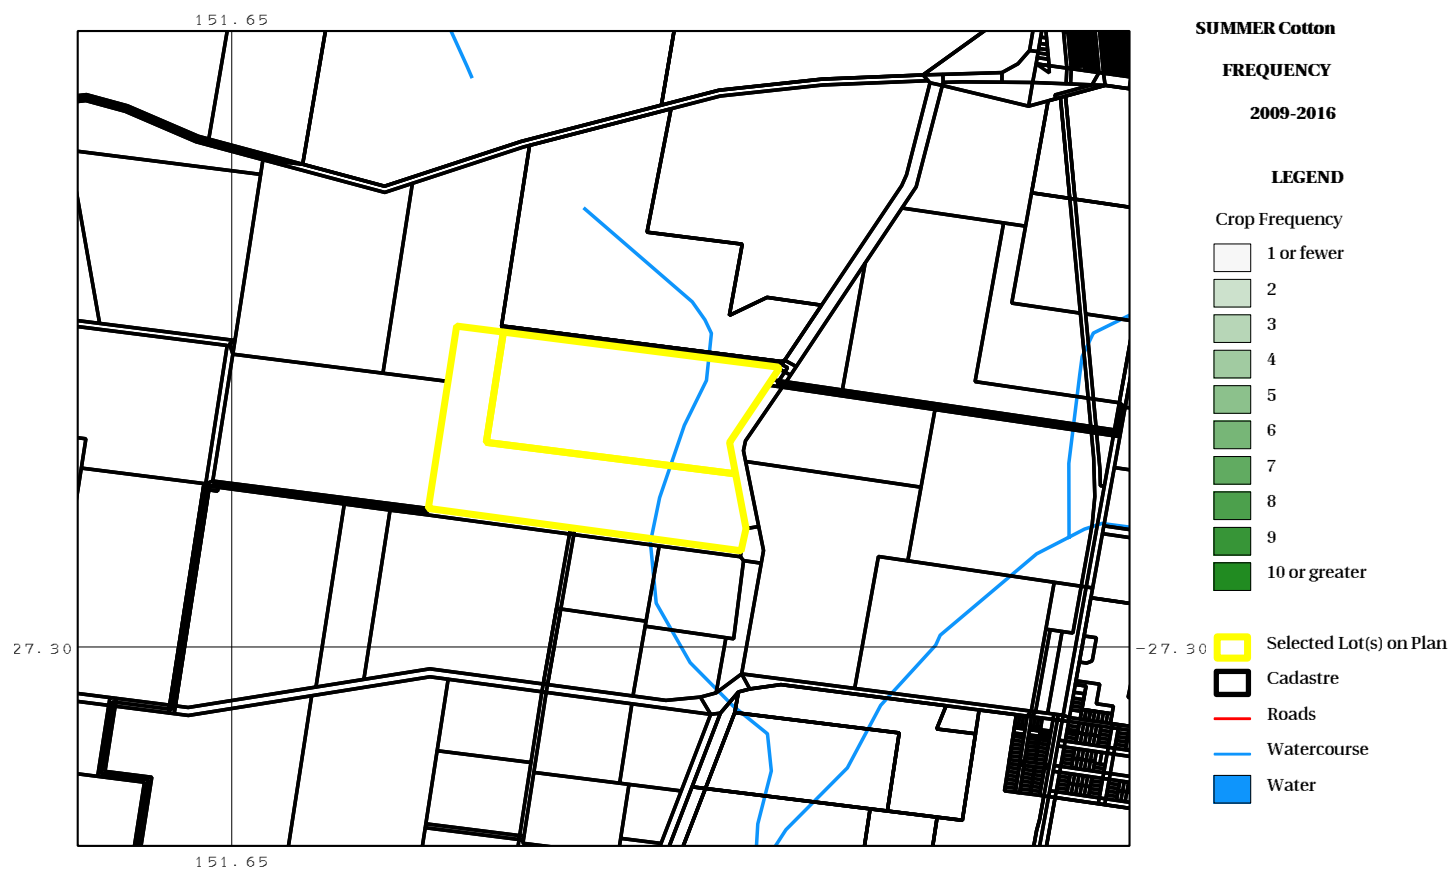 151.65
SUMMER Cotton
FREQUENCY
2009-2016
LEGEND
Crop Frequency
1 or fewer
2
3
4
5
6
7
8
9
10 or greater
27.30
-27.30
Selected Lot(s) on Plan
Cadastre
Roads
Watercourse
Water
151.65